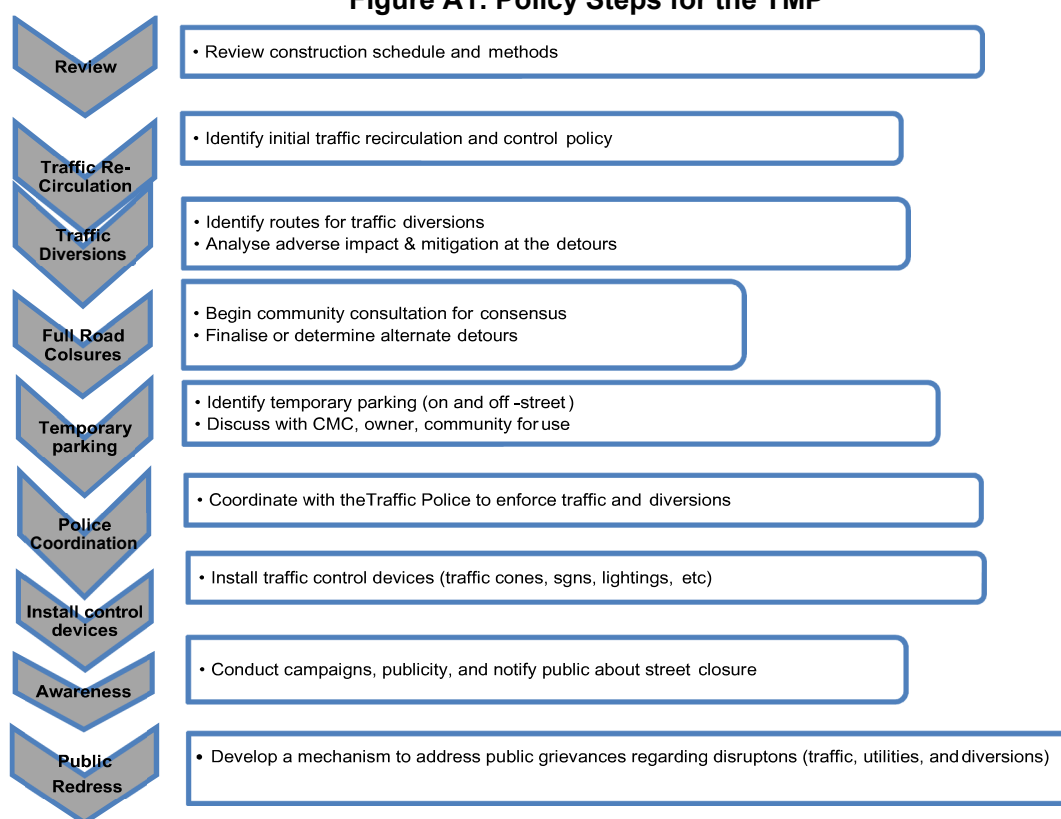 Figure A1: Policy Steps for the TMP
Review
• Review construction schedule and methods
Traffic Re-
Circulation
• Identify initial traffic recirculation and control policy
Traffic
Diversions
• Identify routes for traffic diversions
• Analyse adverse impact & mitigation at the detours
Full Road
Colsures
• Begin community consultation for consensus
• Finalise or determine alternate detours
Temporary
parking
• Identify temporary parking (on and off-street)
• Discuss with CMC, owner, community for use
Police
Coordination
• Coordinate with the Traffic Police to enforce traffic and diversions
Install control
devices
• Install traffic control devices (traffic cones, sgns, lightings, etc)
Awareness
• Conduct campaigns, publicity, and notify public about street closure
Public
Redress
• Develop a mechanism to address public grievances regarding disruptons (traffic, utilities, and diversions)